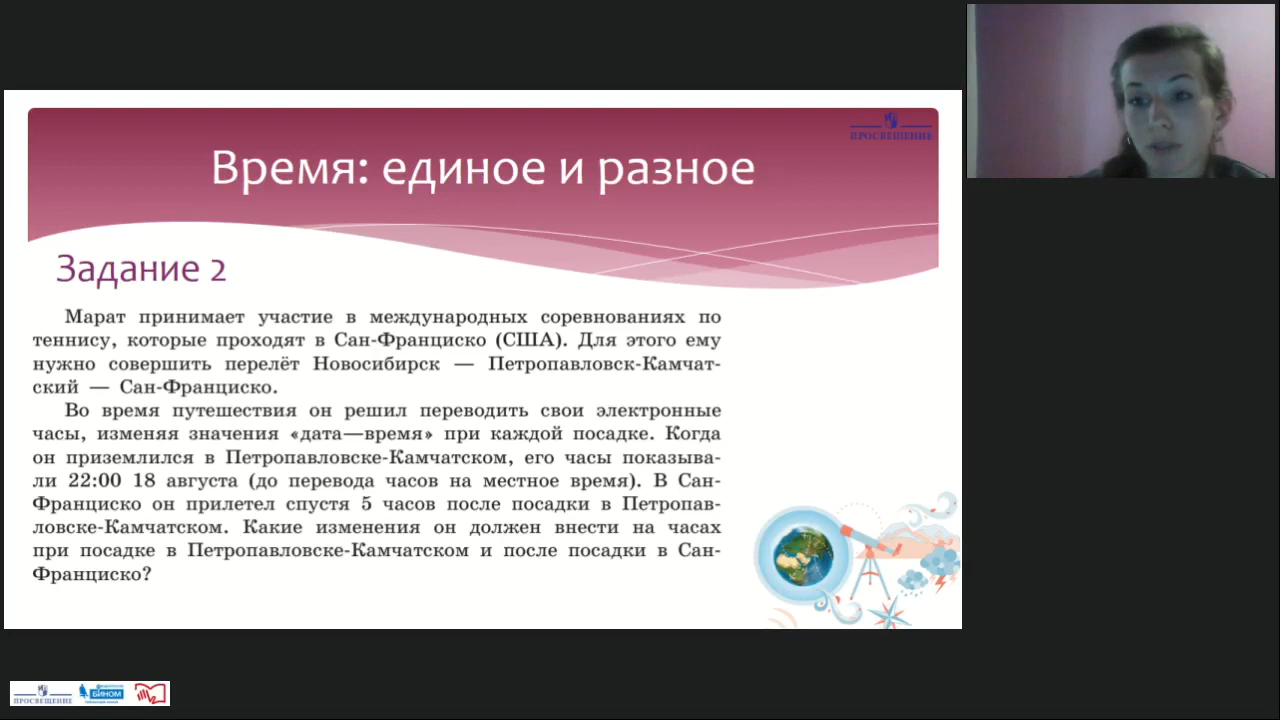 ПРОСВЕЩЕНИЕ
Время: единое и разное
Задание 2
Марат принимает участие в международных соревнованиях по
теннису, которые проходят в Сан-Франциско (США). Для этого ему
нужно совершить перелёт Новосибирск — Петропавловск-Камчат-
ский — Сан-Франциско.
Во время путешествия он решил переводить свои электронные
часы, изменяя значения «дата—время» при каждой посадке. Когда
он приземлился в Петропавловске-Камчатском, его часы показыва-
ли 22:00 18 августа (до перевода часов на местное время). В Сан-
Франциско он прилетел спустя 5 часов после посадки в Петропав-
ловске-Камчатском. Какие изменения он должен внести на часах
при посадке в Петропавловске-Камчатском и после посадки в Сан-
Франциско?
ПРОСВЕЩЕНИЕ
БИНОМ